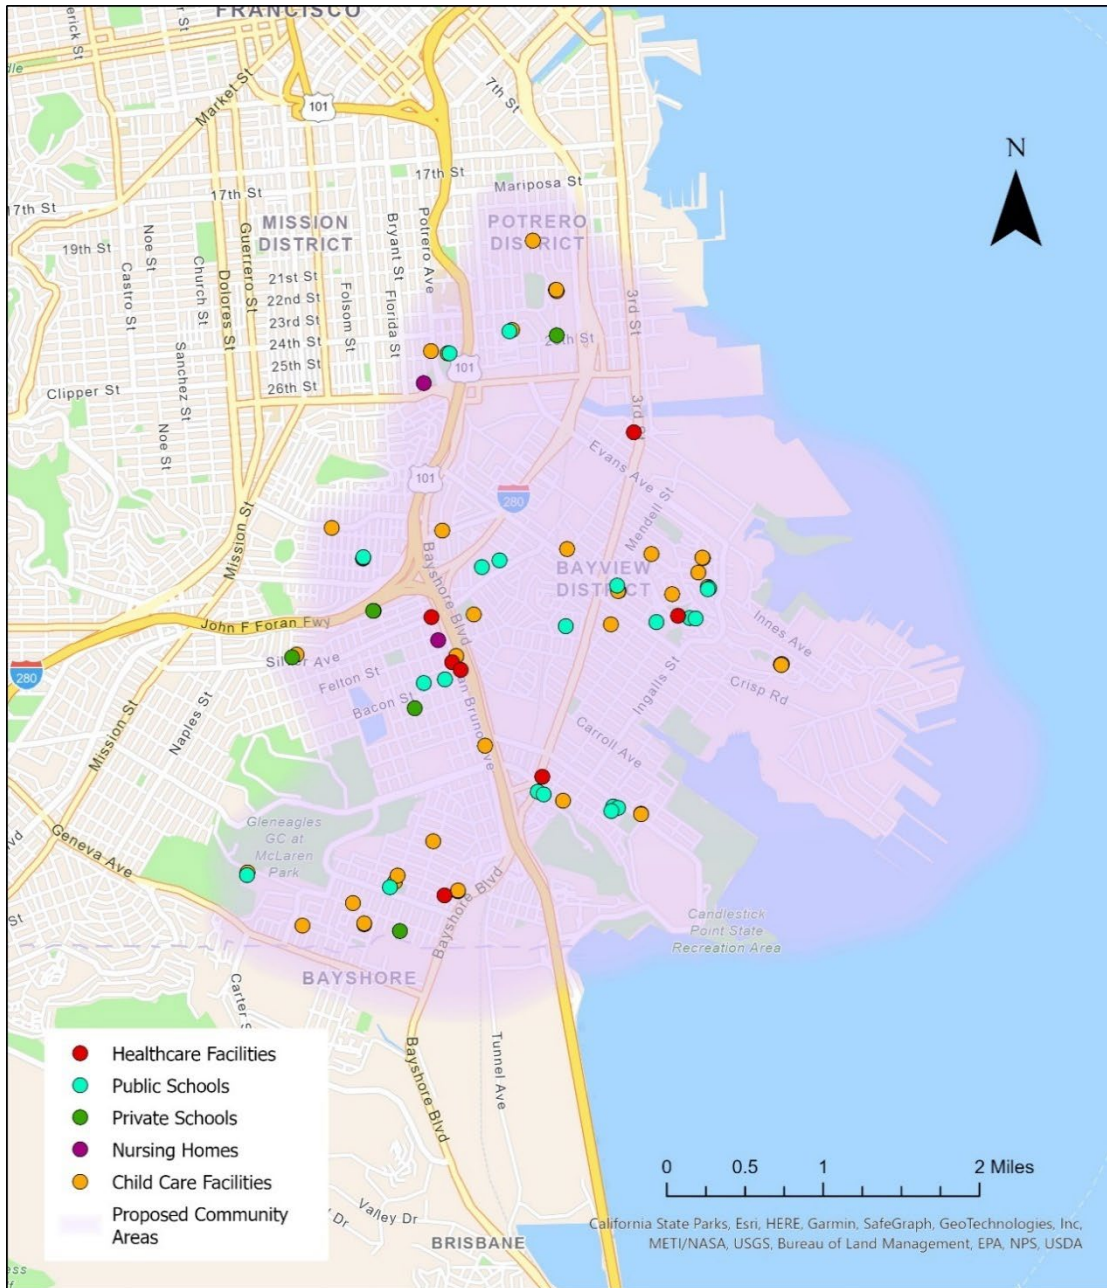 FRANCISCO
Market St
101
7th St
17th St
Mariposa St
17th St
17th St
MISSION
DISTRICT
POTRERO
DISTRICT
19th St
Noe St
Castro St
Church St
Guerrero St
Dolores St
Folsom St
Bryant St
Florida St
Potrero Ave
21st St
22nd St
23rd St
24th St
25th St
26th St
3rd St
101
Clipper St
Sanchez St
Noe St
3rd
Evans Ave
101
280
Mendell St
Mission St
Bayshore Blvd
BAYVIEW
DISTRICT
John F Foran Fwy
Innes Ave
280
Felton St
Crisp Rd
Ingalls St
Bacon St
Naples St
Mission St
Carroll Ave
Gleneagles
GC at
McLaren
Park
Geneva Ave
Bayshore Blvd
Candlestick
Point State
Recreation Area
BAYSHORE
Tunnel Ave
Bayshore Blvd
Valley Dr
BRISBANE
N
Healthcare Facilities
Public Schools
Private Schools
Nursing Homes
Child Care Facilities
Proposed Community
Areas
0 0.5 1 2 Miles
California State Parks, Esri, HERE, Garmin, SafeGraph, GeoTechnologies, Inc,
METI/NASA, USGS, Bureau of Land Management, EPA, NPS, USDA